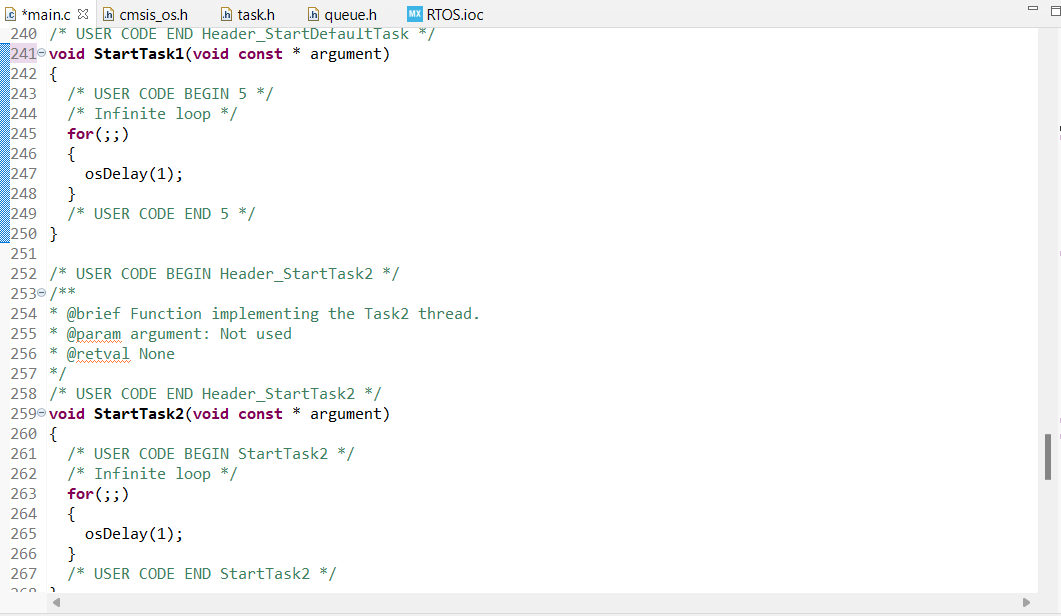 *main.c cmsis_os.h task.h queue.h MX RTOS.ioc
240 /* USER CODE END Header_StartDefaultTask */
241 void StartTask1(void const * argument)
242 {
243   /* USER CODE BEGIN 5 */
244   /* Infinite loop */
245   for(;;)
246   {
247     osDelay(1);
248   }
249   /* USER CODE END 5 */
250 }
251
252 /* USER CODE BEGIN Header_StartTask2 */
253 /**
254 * @brief Function implementing the Task2 thread.
255 * @param argument: Not used
256 * @retval None
257 */
258 /* USER CODE END Header_StartTask2 */
259 void StartTask2(void const * argument)
260 {
261   /* USER CODE BEGIN StartTask2 */
262   /* Infinite loop */
263   for(;;)
264   {
265     osDelay(1);
266   }
267   /* USER CODE END StartTask2 */
268 }